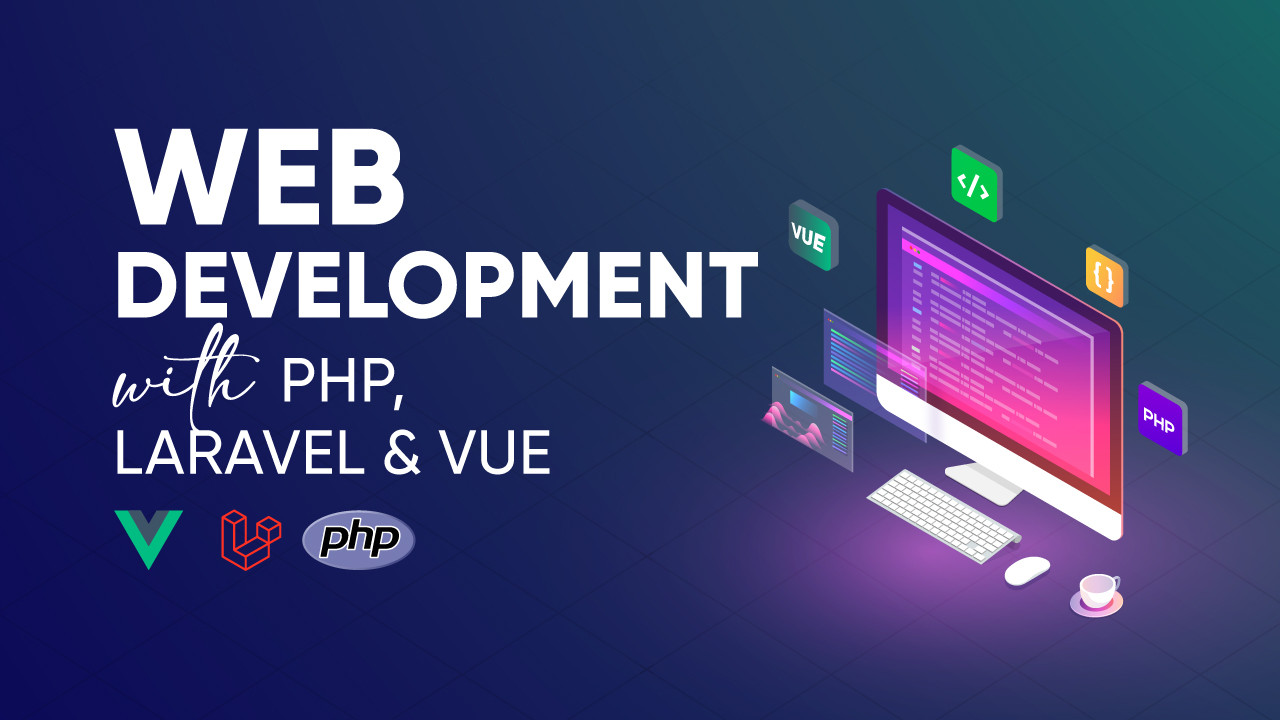 WEB
DEVELOPMENT
with PHP,
LARAVEL & VUE
php
VUE
</>
{ }
PHP